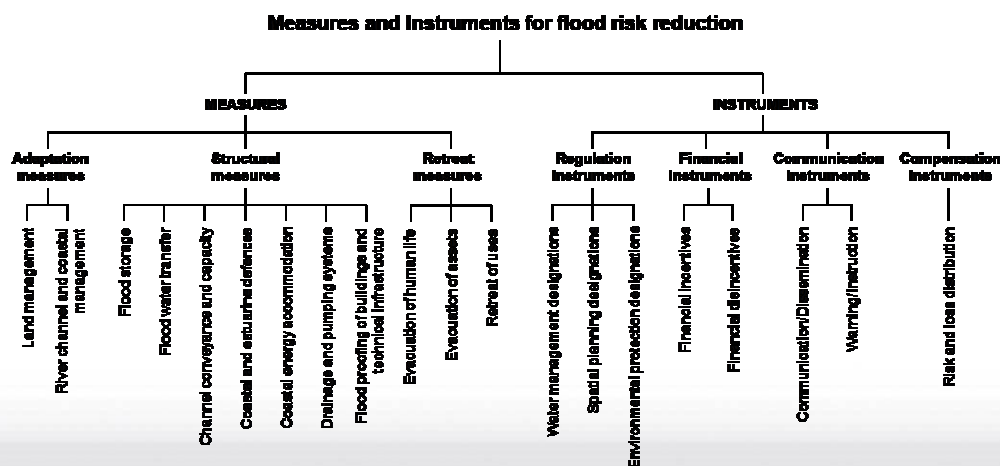 Measures and Instruments for flood risk reduction
MEASURES
INSTRUMENTS
Adaptation
measures
Structural
measures
Retreat
measures
Regulation
instruments
Financial
instruments
Communication
instruments
Compensation
instruments
Land management
River channel and coastal
management
Flood storage
Flood water transfer
Channel conveyance and capacity
Coastal and estuarine defences
Coastal energy accommodation
Drainage and pumping systems
Flood proofing of buildings and
technical infrastructure
Evacuation of human life
Evacuation of assets
Retreat of uses
Water management designations
Spatial planning designations
Environmental protection designations
Financial incentives
Financial disincentives
Communication/Dissemination
Warning/instruction
Risk and loss distribution